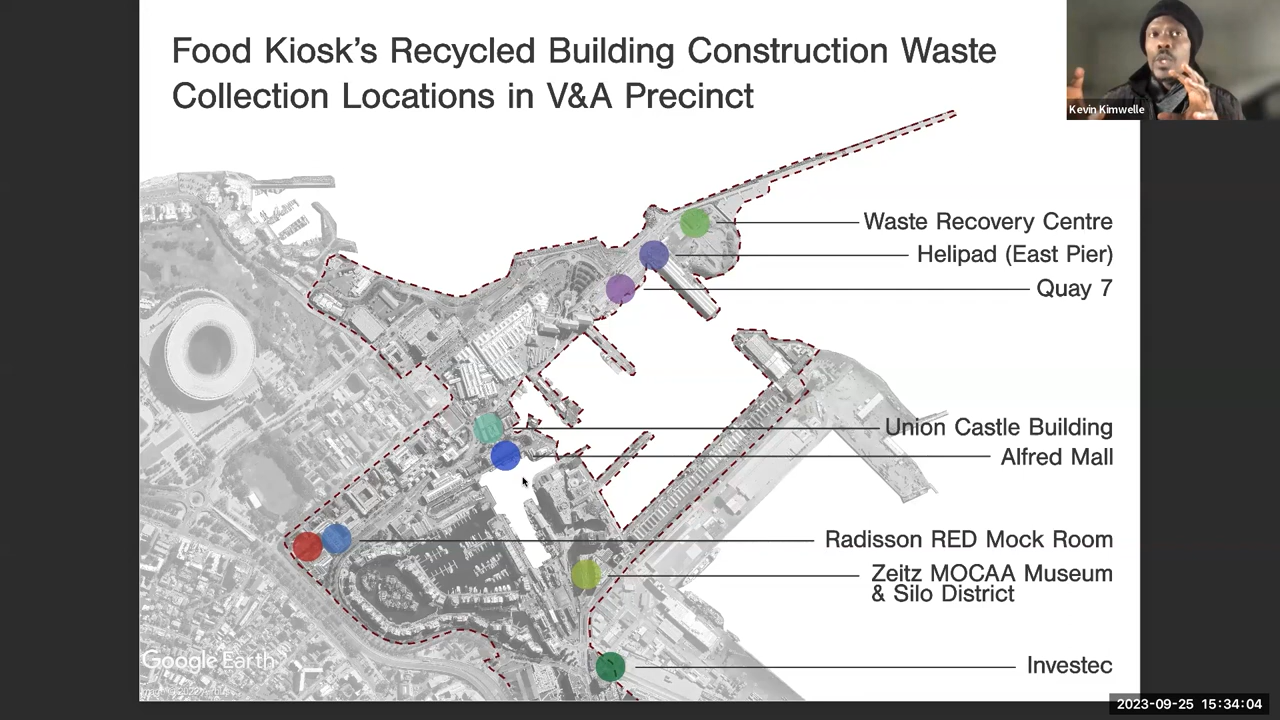 Food Kiosk's Recycled Building Construction Waste
Collection Locations in V&A Precinct
Kevin Kimwelle
Waste Recovery Centre
Helipad (East Pier)
Quay 7
Union Castle Building
Alfred Mall
Radisson RED Mock Room
Zeitz MOCAA Museum
& Silo District
Investec
Google Earth
2023-09-25 15:34:04